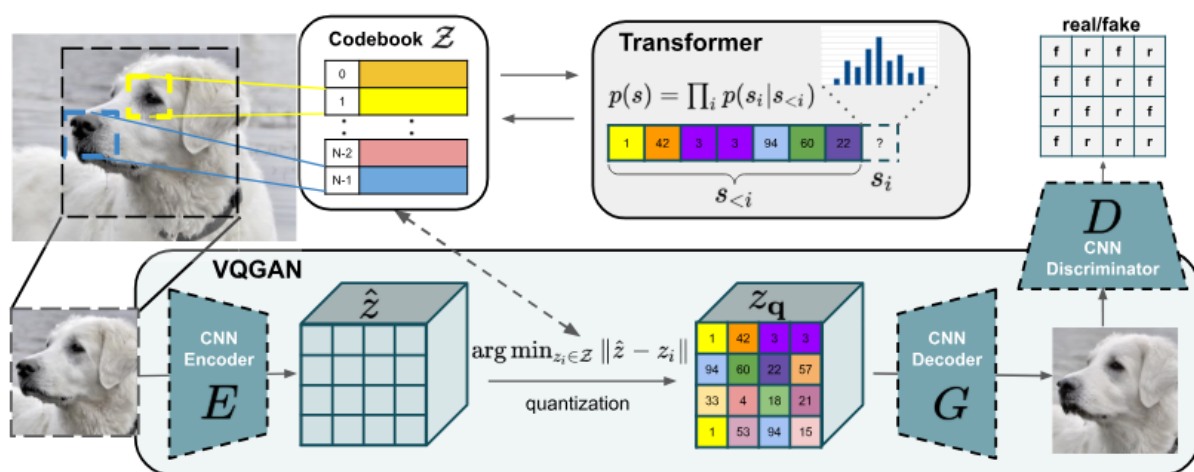 Codebook 𝒵
0
1
⋮ ⋮
N-2
N-1
Transformer
p(s) = ∏ᵢ p(sᵢ|s<ᵢ)
1 42 3 3 94 60 22 ?
s<ᵢ
sᵢ
real/fake
f r f r
f f r f
r f r f
f r r r
VQGAN
CNN
Encoder
E
ẑ
arg min_{zᵢ∈𝒵} ‖ẑ − zᵢ‖
quantization
z_q
1 42 3 3
94 60 22 57
33 4 18 21
1 53 94 15
CNN
Decoder
G
D
CNN
Discriminator